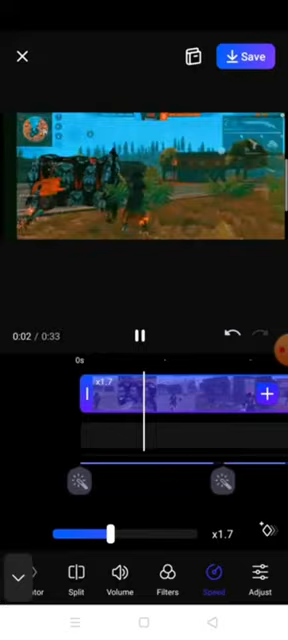 Save
0:02 / 0:33
0s
x1.7
x1.7
Split
Volume
Filters
Speed
Adjust